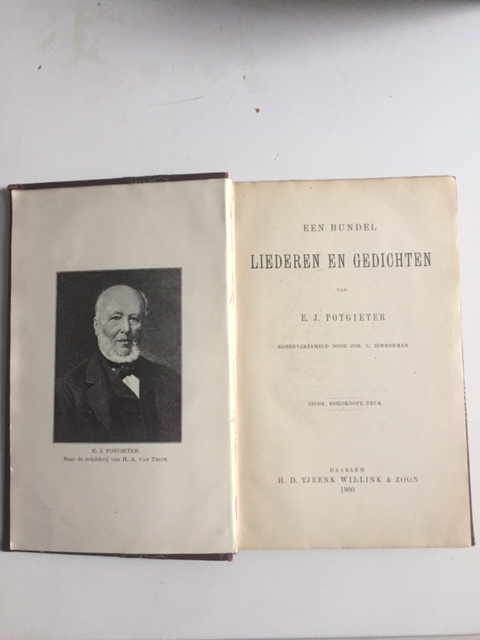 E. J. POTGIETER.
Naar de schilderij van H. A. VAN TRIGT.
EEN BUNDEL
LIEDEREN EN GEDICHTEN
VAN
E. J. POTGIETER
BIJEENVERZAMELD DOOR JOH. C. ZIMMERMAN
ZESDE, GOEDKOOPE DRUK.
HAARLEM
H. D. TJEENK WILLINK & ZOON
1900